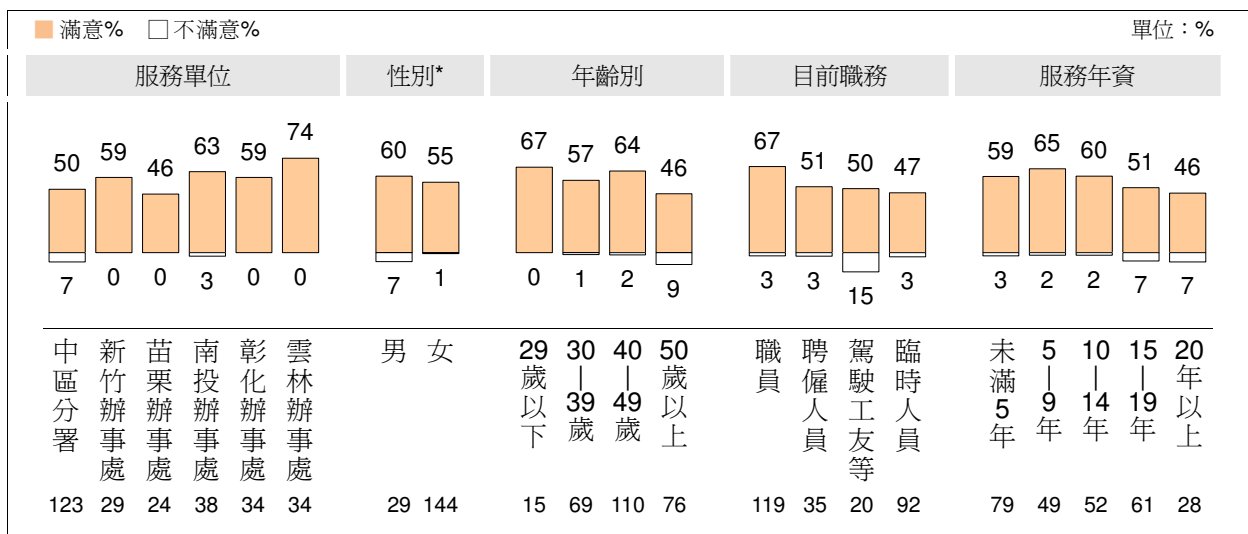 滿意% 不滿意% 單位：%
服務單位 性別* 年齡別 目前職務 服務年資
50 59 46 63 59 74 60 55 67 57 64 46 67 51 50 47 59 65 60 51 46
7 0 0 3 0 0 7 1 0 1 2 9 3 3 15 3 3 2 2 7 7
中區分署
新竹辦事處
苗栗辦事處
南投辦事處
彰化辦事處
雲林辦事處
男
女
29歲以下
30－39歲
40－49歲
50歲以上
職員
聘僱人員
駕駛工友等
臨時人員
未滿5年
5－9年
10－14年
15－19年
20年以上
123 29 24 38 34 34 29 144 15 69 110 76 119 35 20 92 79 49 52 61 28